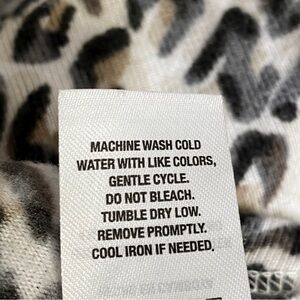 MACHINE WASH COLD
WATER WITH LIKE COLORS,
GENTLE CYCLE.
DO NOT BLEACH.
TUMBLE DRY LOW.
REMOVE PROMPTLY.
COOL IRON IF NEEDED.